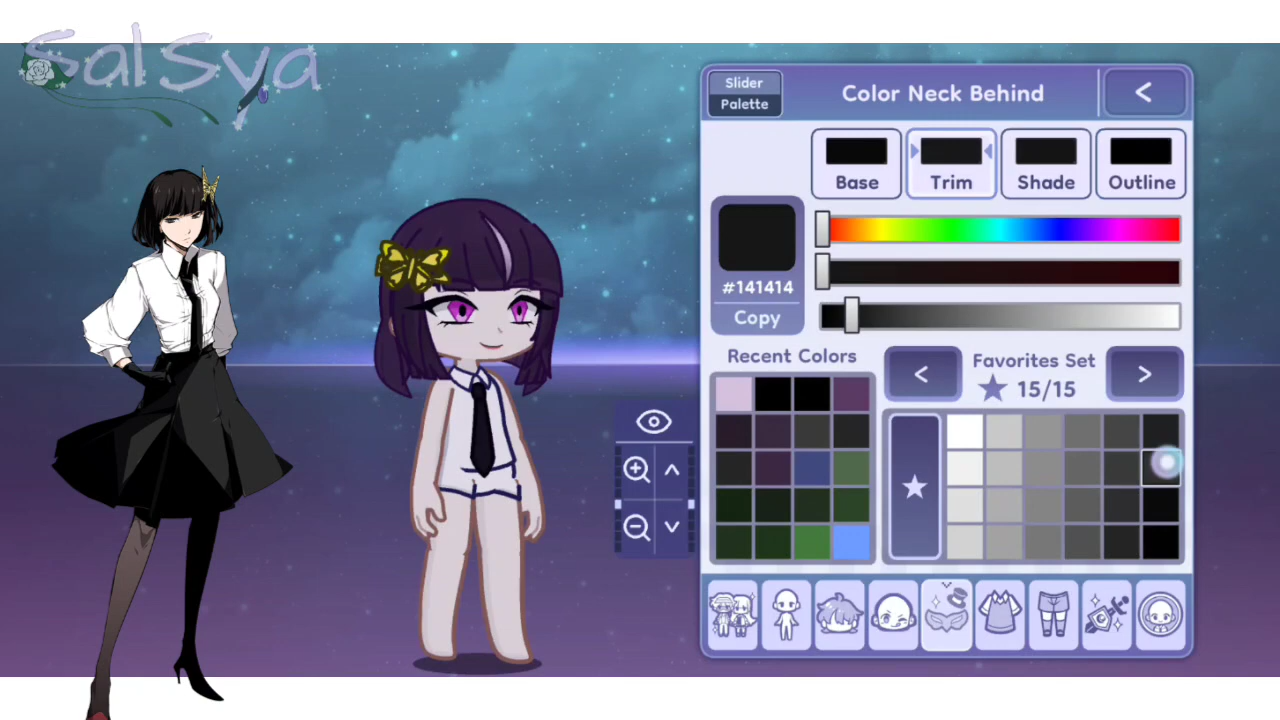 SalSya
Slider
Palette
Color Neck Behind
<
Base
Trim
Shade
Outline
#141414
Copy
Recent Colors
<
Favorites Set
★ 15/15
>